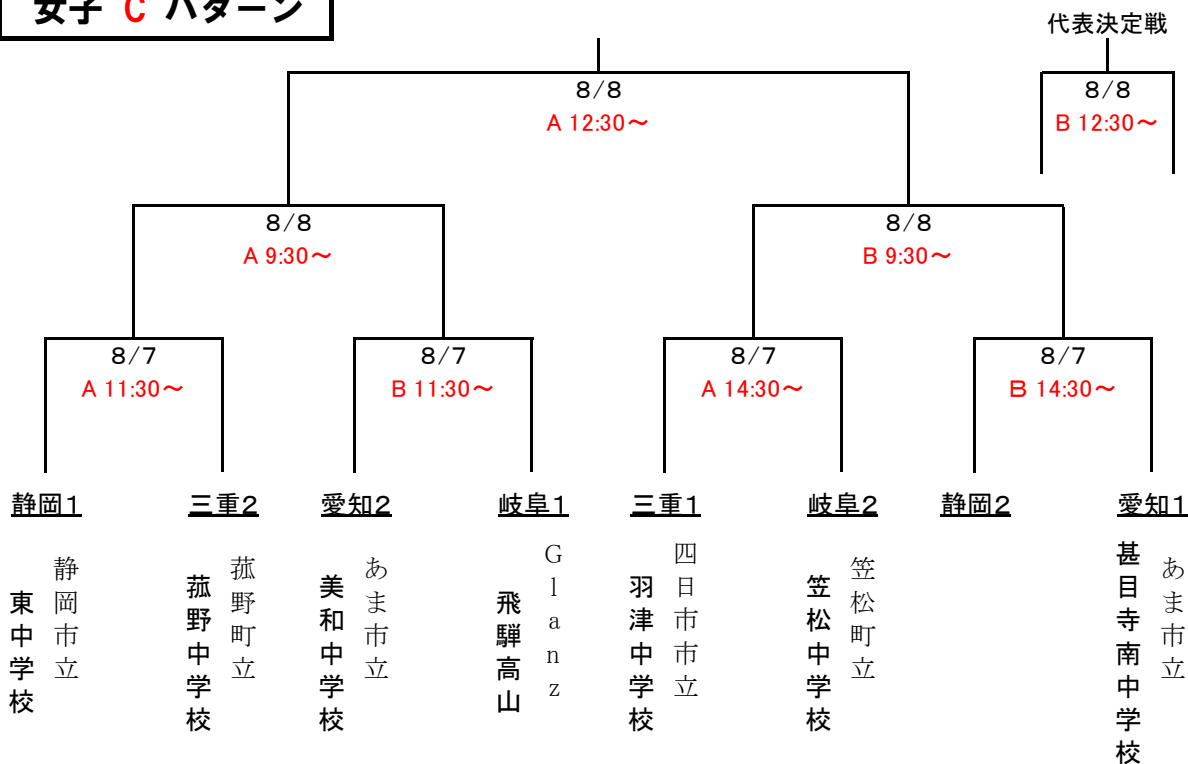 女子 C パターン
代表決定戦
8/8
A 12:30～
8/8
B 12:30～
8/8
A 9:30～
8/8
B 9:30～
8/7
A 11:30～
8/7
B 11:30～
8/7
A 14:30～
8/7
B 14:30～
静岡1
三重2
愛知2
岐阜1
三重1
岐阜2
静岡2
愛知1
静岡市立
東中学校
菰野町立
菰野中学校
あま市立
美和中学校
Glanz
飛騨高山
四日市市立
羽津中学校
笠松町立
笠松中学校
あま市立
甚目寺南中学校